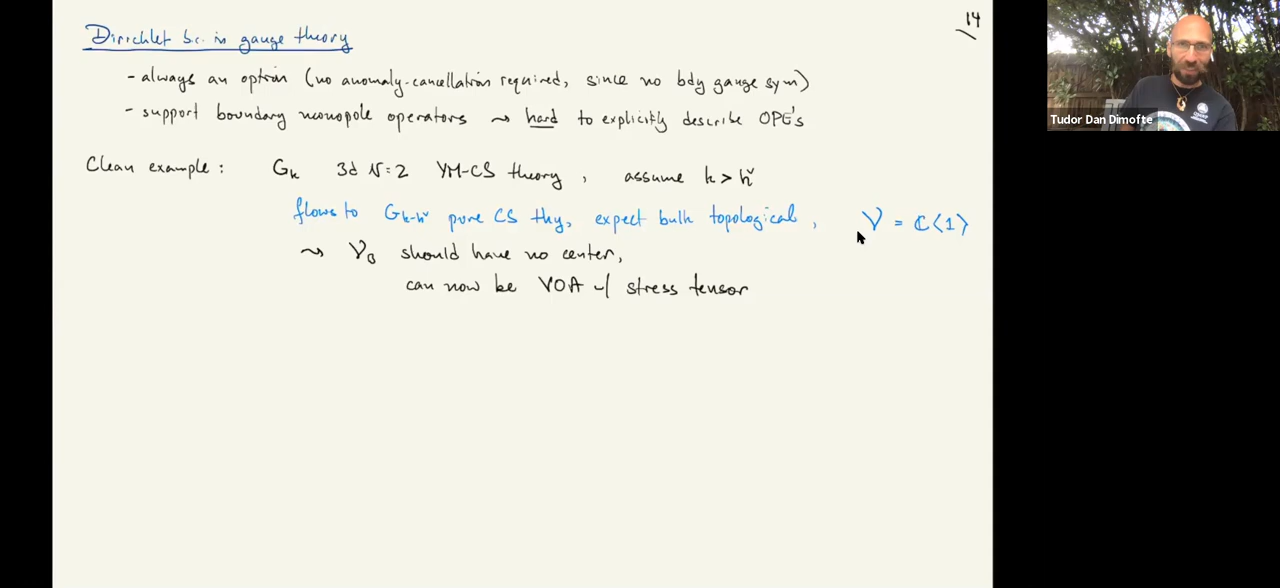 14
Dirichlet b.c. in gauge theory
- always an option (no anomaly-cancellation required, since no bdy gauge sym)
- support boundary monopole operators ⇝ hard to explicitly describe OPE's
Clean example: G_k 3d N=2 YM-CS theory, assume k > h^∨
flows to G_{k-h^∨} pure CS thy, expect bulk topological, V = ℂ⟨1⟩
⇝ V_∂ should have no center,
can now be VOA w/ stress tensor
Tudor Dan Dimofte